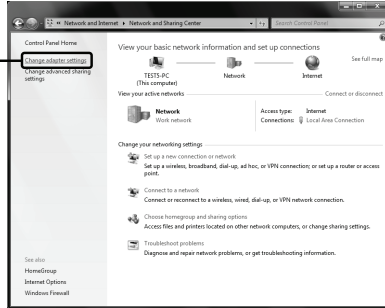 Network and Internet ▸ Network and Sharing Center
Search Control Panel
Control Panel Home
Change adapter settings
Change advanced sharing
settings
View your basic network information and set up connections
See full map
TEST5-PC
(This computer)
Network
Internet
View your active networks
Connect or disconnect
Network
Work network
Access type: Internet
Connections: Local Area Connection
Change your networking settings
Set up a new connection or network
Set up a wireless, broadband, dial-up, ad hoc, or VPN connection; or set up a router or access
point.
Connect to a network
Connect or reconnect to a wireless, wired, dial-up, or VPN network connection.
Choose homegroup and sharing options
Access files and printers located on other network computers, or change sharing settings.
Troubleshoot problems
Diagnose and repair network problems, or get troubleshooting information.
See also
HomeGroup
Internet Options
Windows Firewall